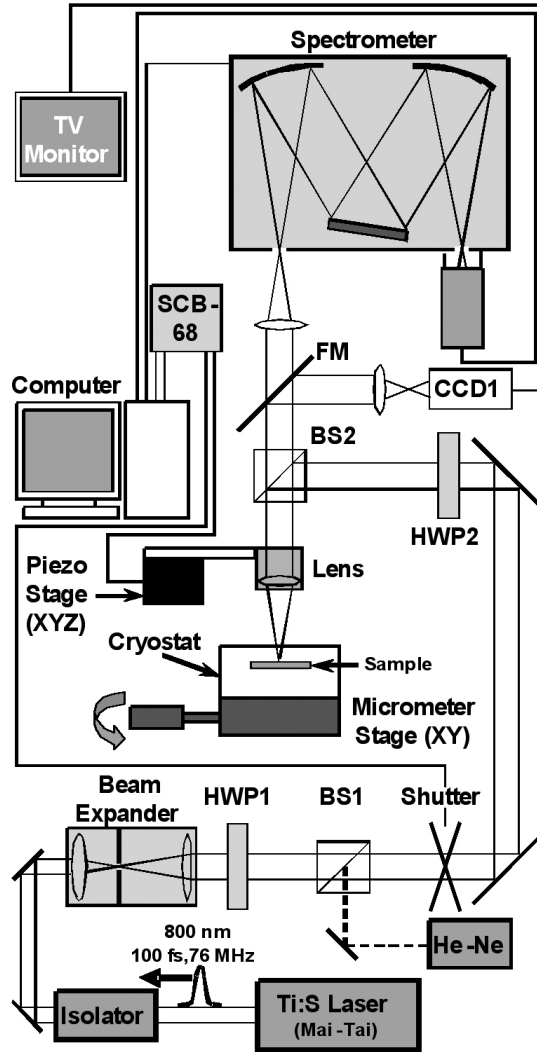 Spectrometer
TV
Monitor
SCB-
68
FM
Computer
CCD1
BS2
HWP2
Piezo
Stage
(XYZ)
Lens
Cryostat
Sample
Micrometer
Stage (XY)
Beam
Expander
HWP1
BS1
Shutter
800 nm
100 fs,76 MHz
He-Ne
Isolator
Ti:S Laser
(Mai-Tai)